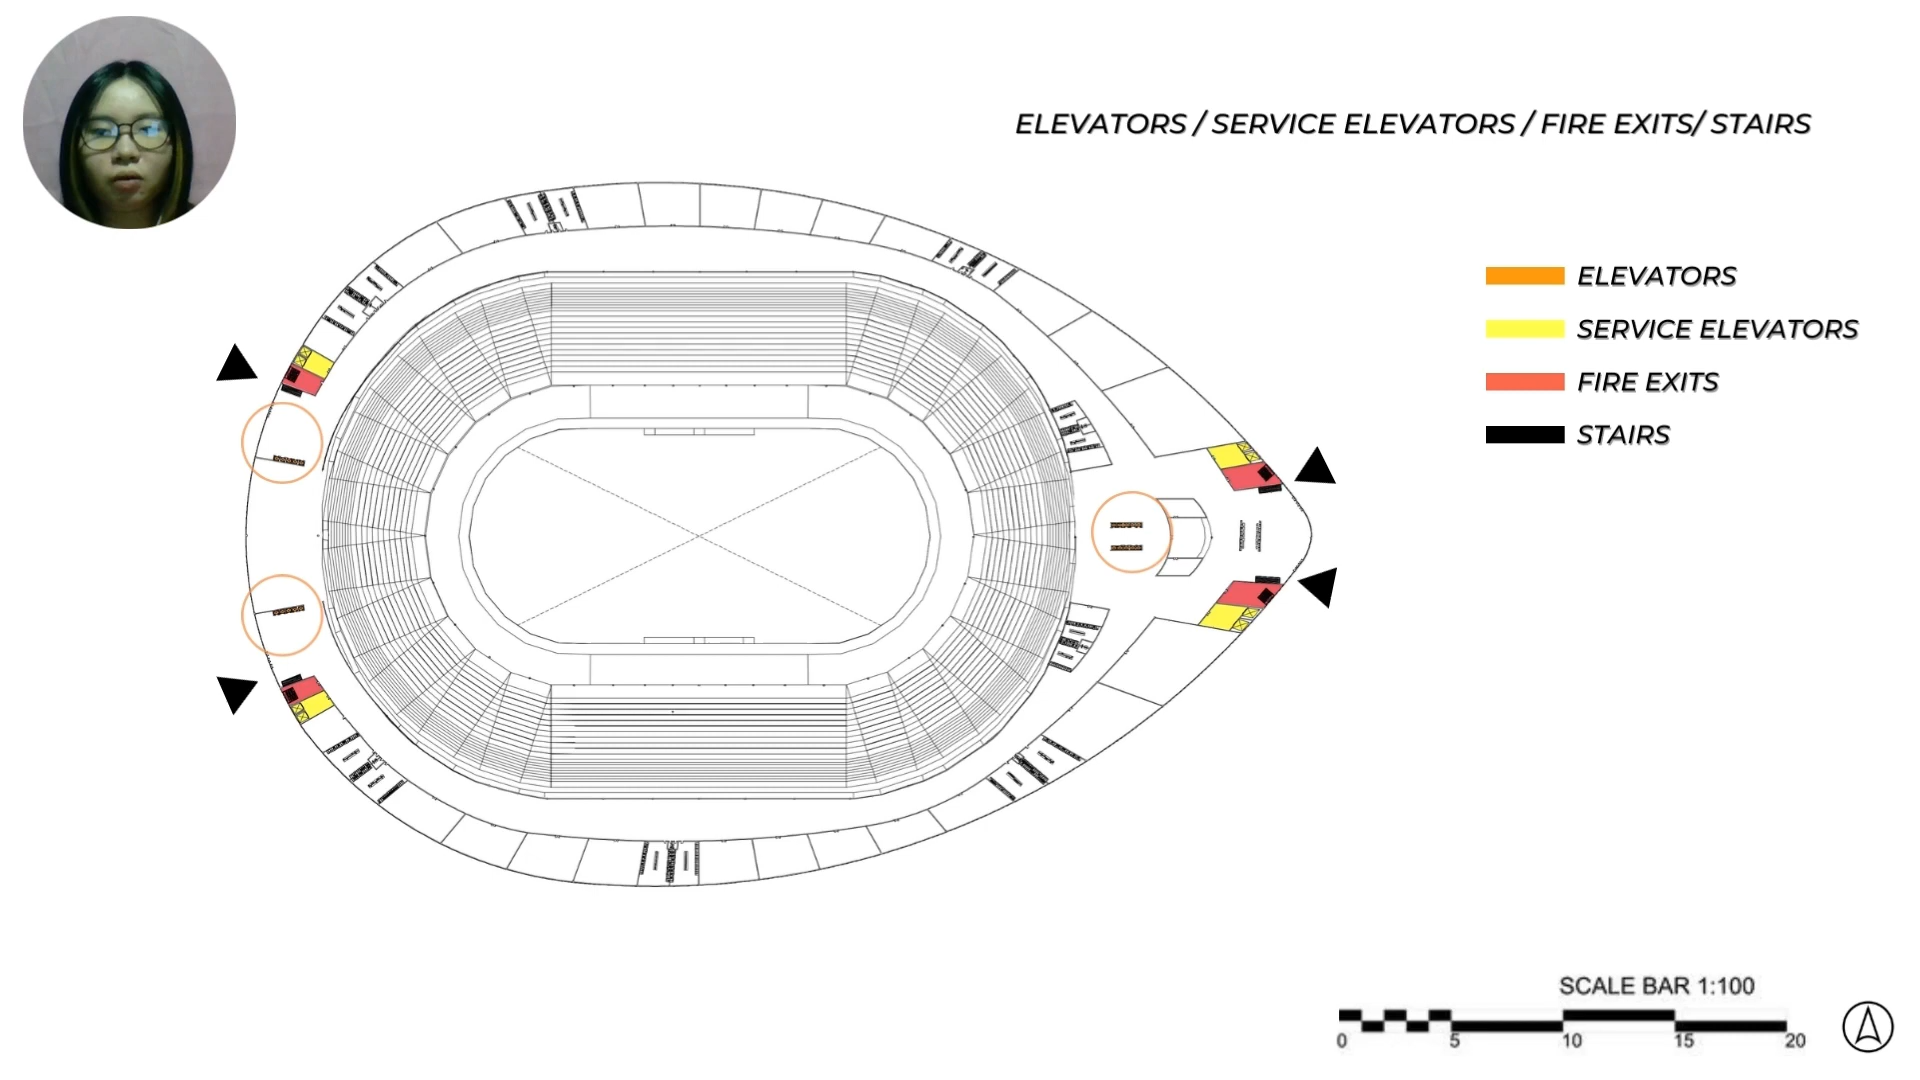 ELEVATORS / SERVICE ELEVATORS / FIRE EXITS/ STAIRS
ELEVATORS
SERVICE ELEVATORS
FIRE EXITS
STAIRS
SCALE BAR 1:100
0 5 10 15 20